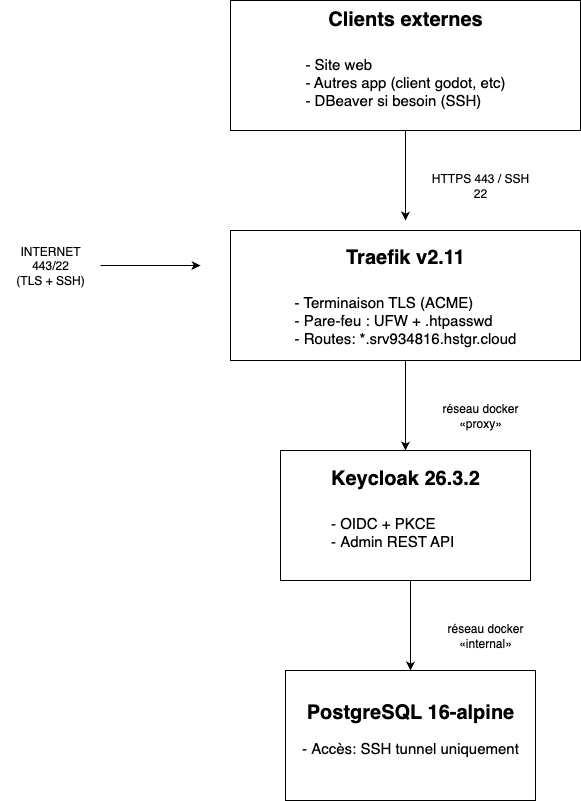 Clients externes
- Site web
- Autres app (client godot, etc)
- DBeaver si besoin (SSH)
HTTPS 443 / SSH
22
INTERNET
443/22
(TLS + SSH)
Traefik v2.11
- Terminaison TLS (ACME)
- Pare-feu : UFW + .htpasswd
- Routes: *.srv934816.hstgr.cloud
réseau docker
«proxy»
Keycloak 26.3.2
- OIDC + PKCE
- Admin REST API
réseau docker
«internal»
PostgreSQL 16-alpine
- Accès: SSH tunnel uniquement